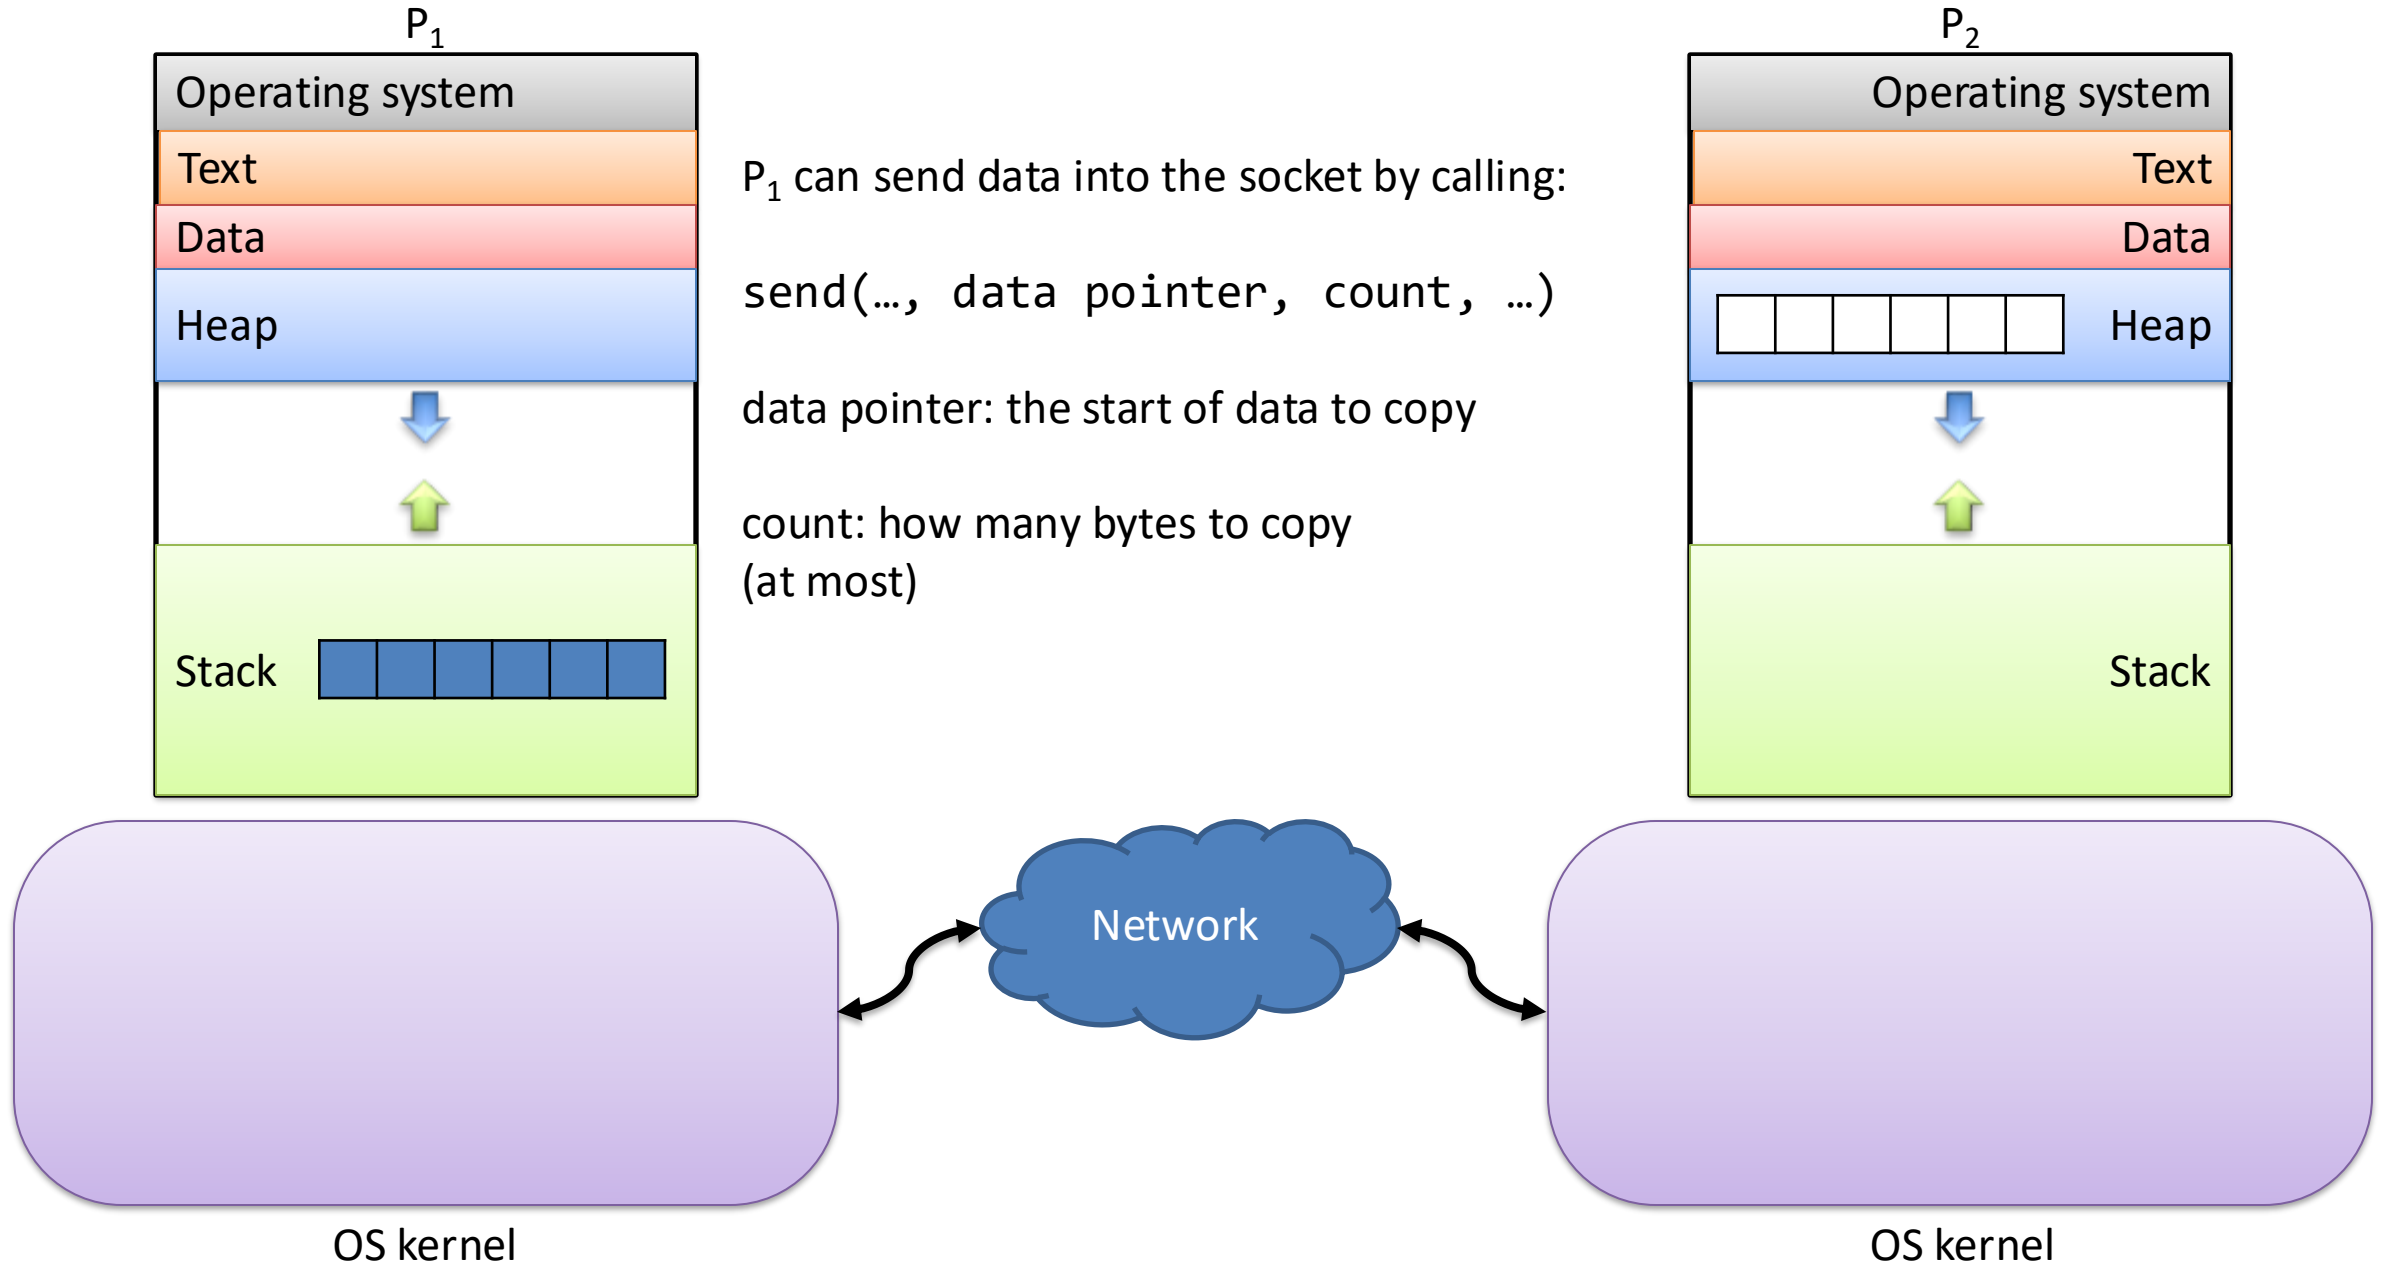 P₁
Operating system
Text
Data
Heap
Stack
P₁ can send data into the socket by calling:
send(…, data pointer, count, …)
data pointer: the start of data to copy
count: how many bytes to copy
(at most)
P₂
Operating system
Text
Data
Heap
Stack
Network
OS kernel
OS kernel